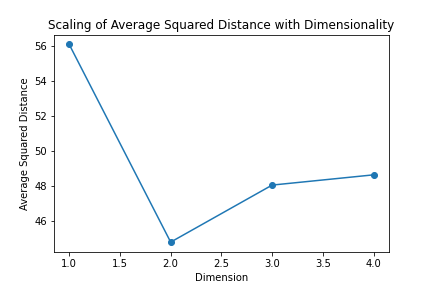 Scaling of Average Squared Distance with Dimensionality
56
54
52
50
48
46
Average Squared Distance
1.0 1.5 2.0 2.5 3.0 3.5 4.0
Dimension